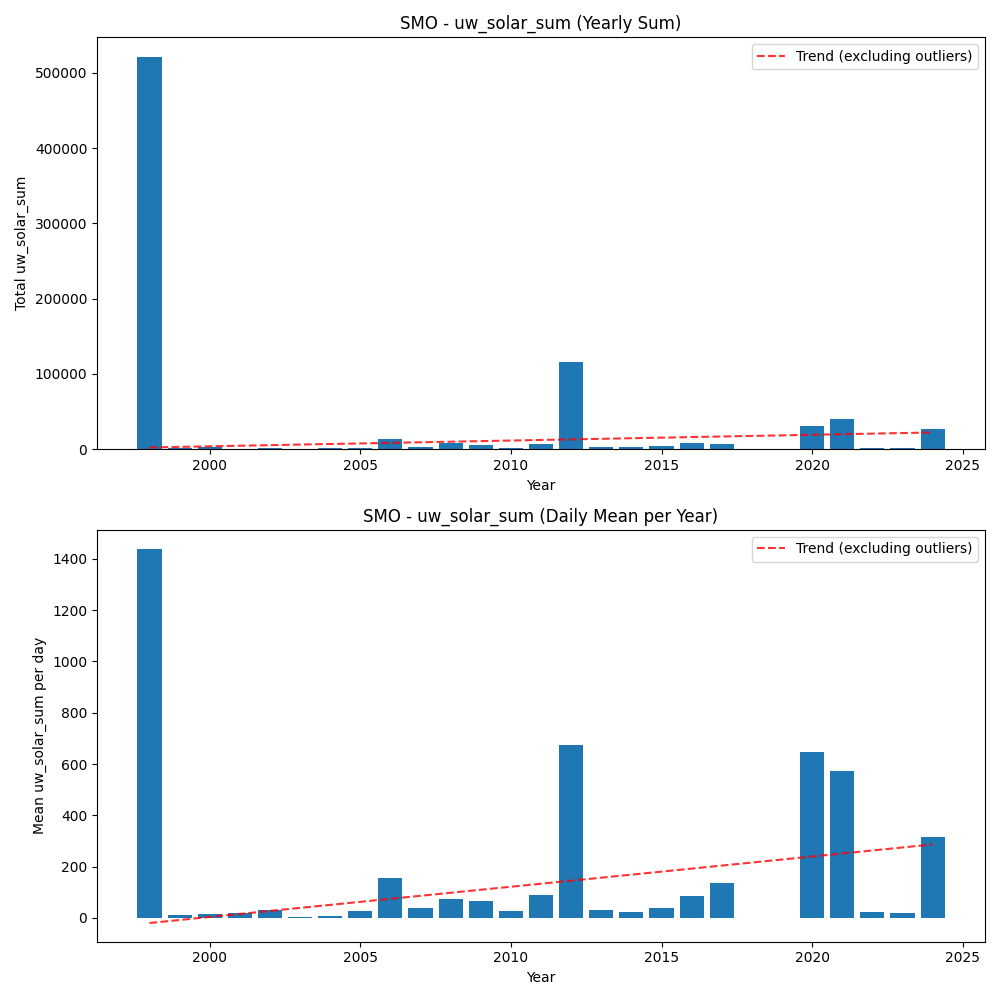 SMO - uw_solar_sum (Yearly Sum)
Trend (excluding outliers)
Total uw_solar_sum
500000
400000
300000
200000
100000
0
2000 2005 2010 2015 2020 2025
Year
SMO - uw_solar_sum (Daily Mean per Year)
Trend (excluding outliers)
Mean uw_solar_sum per day
1400
1200
1000
800
600
400
200
0
2000 2005 2010 2015 2020 2025
Year